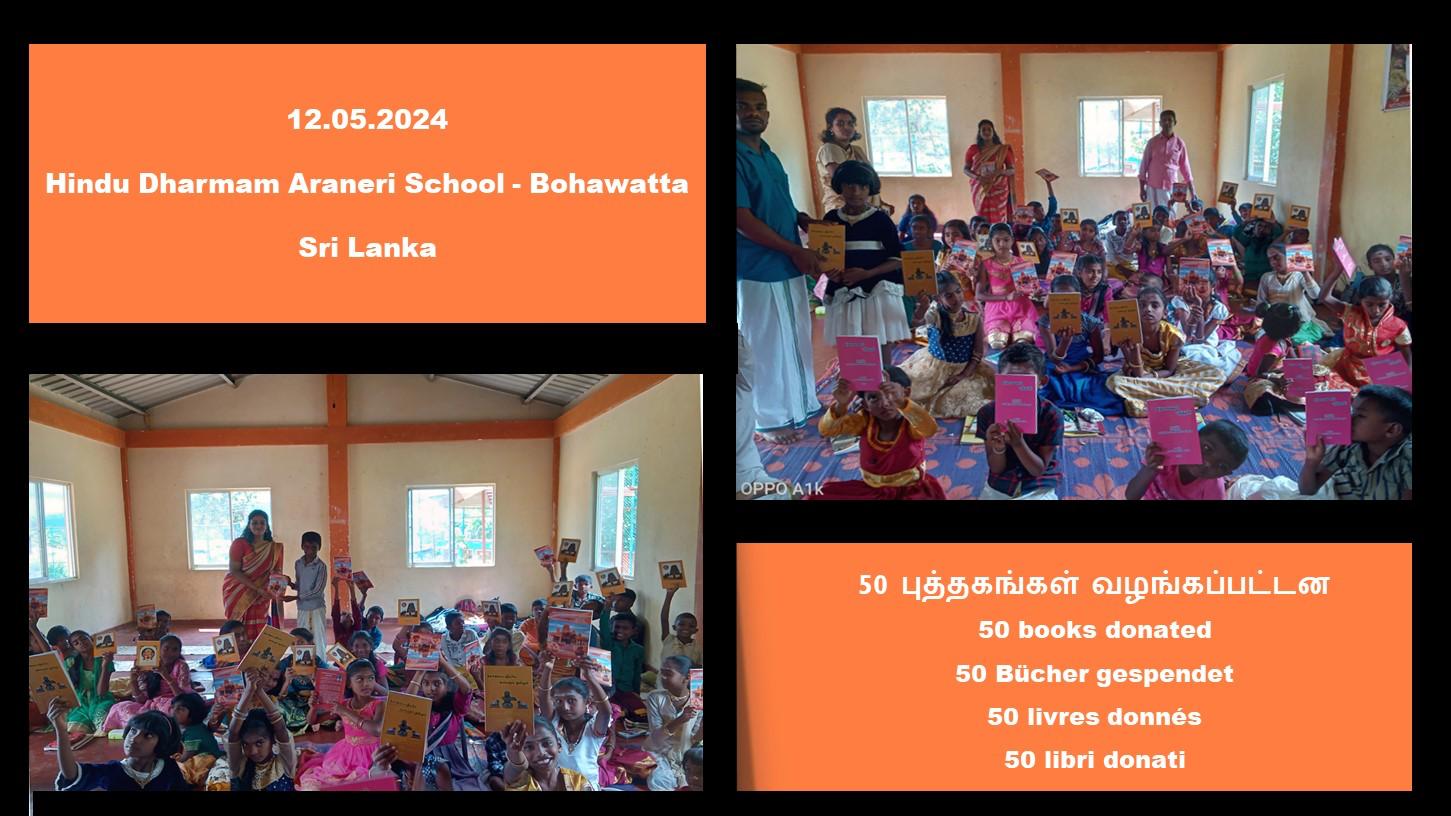 12.05.2024
Hindu Dharmam Araneri School - Bohawatta
Sri Lanka
OPPO A1k
50 புத்தகங்கள் வழங்கப்பட்டன
50 books donated
50 Bücher gespendet
50 livres donnés
50 libri donati